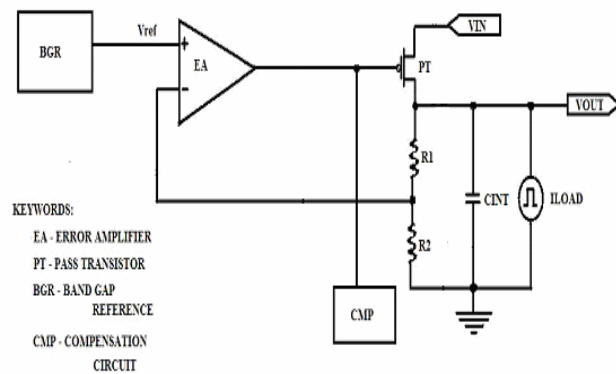 VIN
BGR
Vref
+
EA
-
PT
VOUT
R1
CINT
ILOAD
R2
CMP
KEYWORDS:
EA - ERROR AMPLIFIER
PT - PASS TRANSISTOR
BGR - BAND GAP
REFERENCE
CMP - COMPENSATION
CIRCUIT